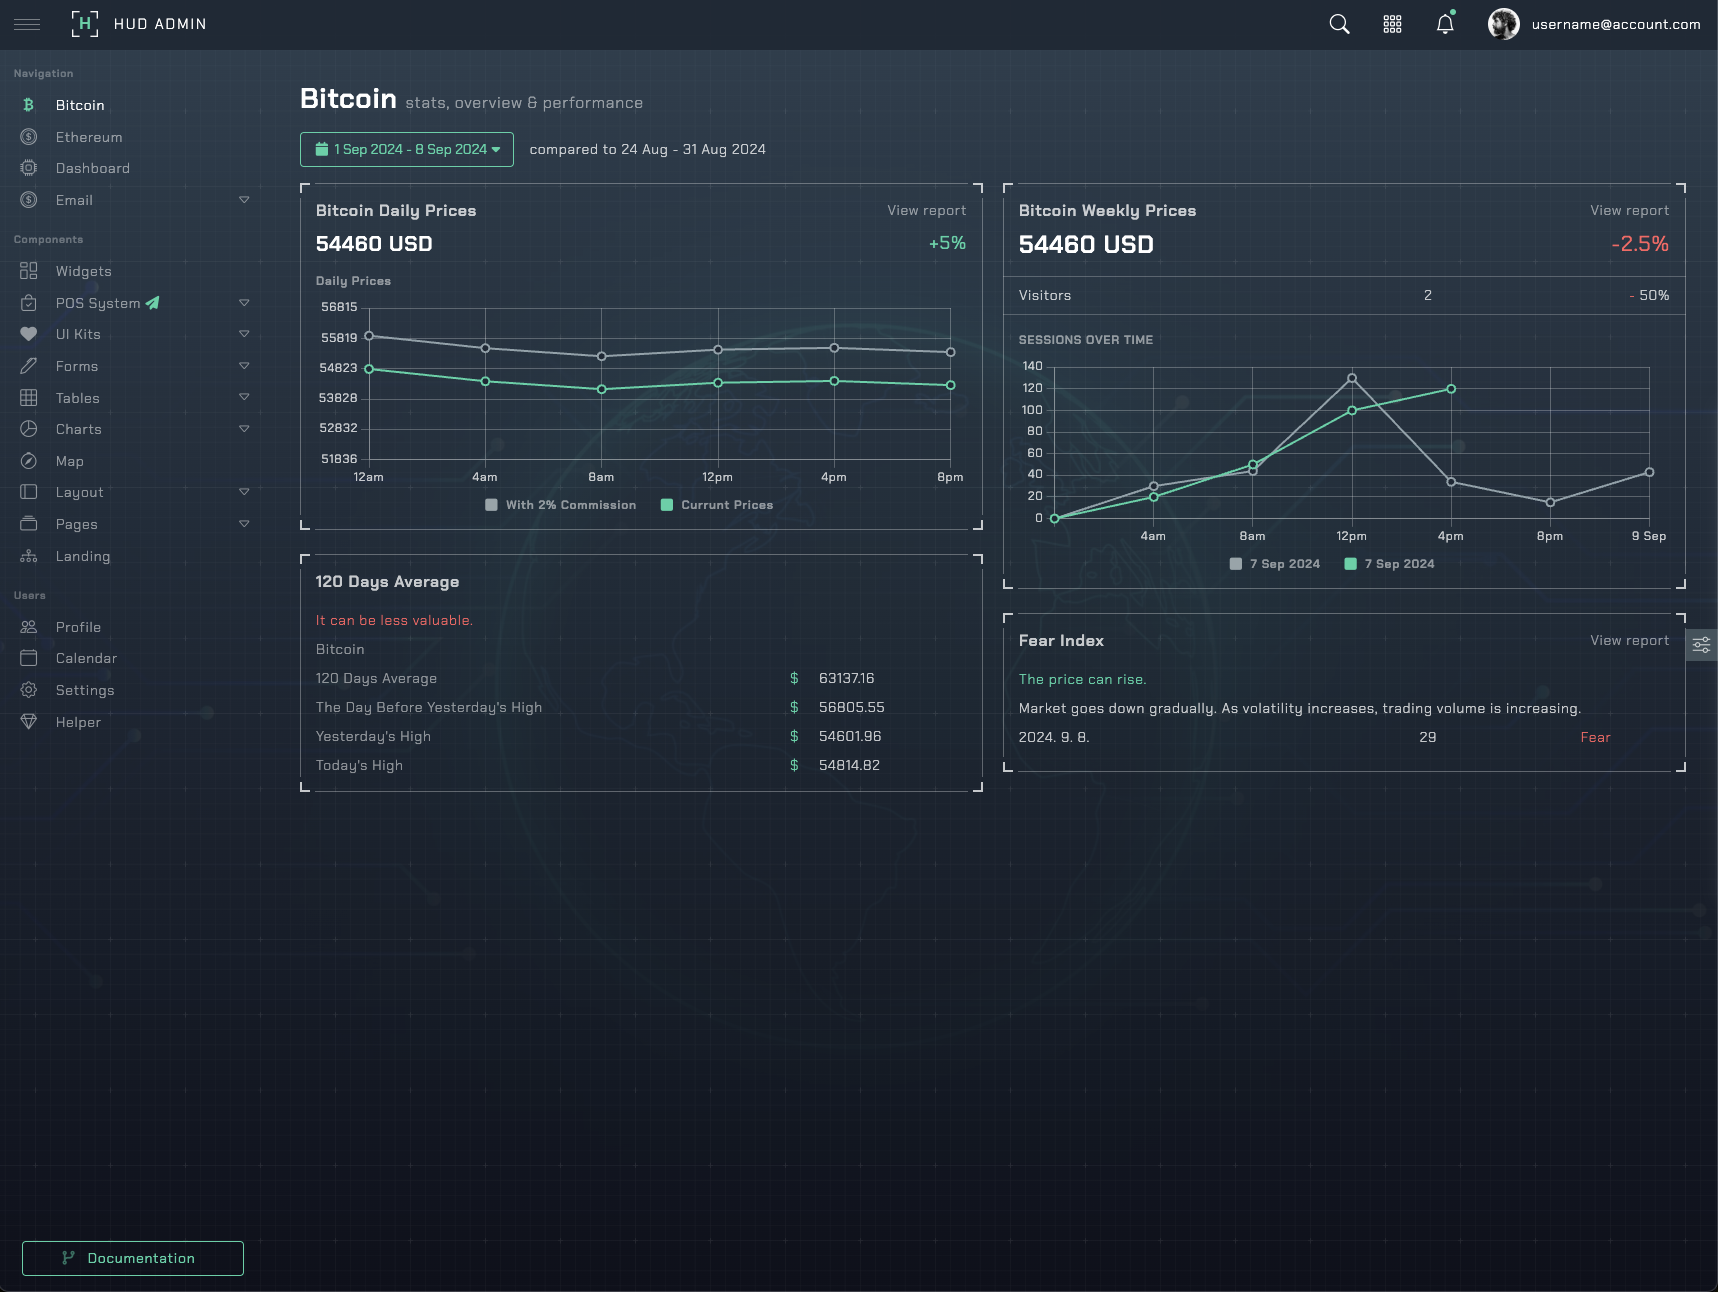 HUD ADMIN
username@account.com
Navigation
Bitcoin
Ethereum
Dashboard
Email
Components
Widgets
POS System
UI Kits
Forms
Tables
Charts
Map
Layout
Pages
Landing
Users
Profile
Calendar
Settings
Helper
Documentation
Bitcoin stats, overview & performance
1 Sep 2024 - 8 Sep 2024 compared to 24 Aug - 31 Aug 2024
Bitcoin Daily Prices View report
54460 USD +5%
Daily Prices
56815
55819
54823
53828
52832
51836
12am 4am 8am 12pm 4pm 8pm
With 2% Commission Currunt Prices
120 Days Average
It can be less valuable.
Bitcoin
120 Days Average $ 63137.16
The Day Before Yesterday's High $ 56805.55
Yesterday's High $ 54601.96
Today's High $ 54814.82
Bitcoin Weekly Prices View report
54460 USD -2.5%
Visitors 2 - 50%
SESSIONS OVER TIME
140
120
100
80
60
40
20
0
4am 8am 12pm 4pm 8pm 9 Sep
7 Sep 2024 7 Sep 2024
Fear Index View report
The price can rise.
Market goes down gradually. As volatility increases, trading volume is increasing.
2024. 9. 8. 29 Fear